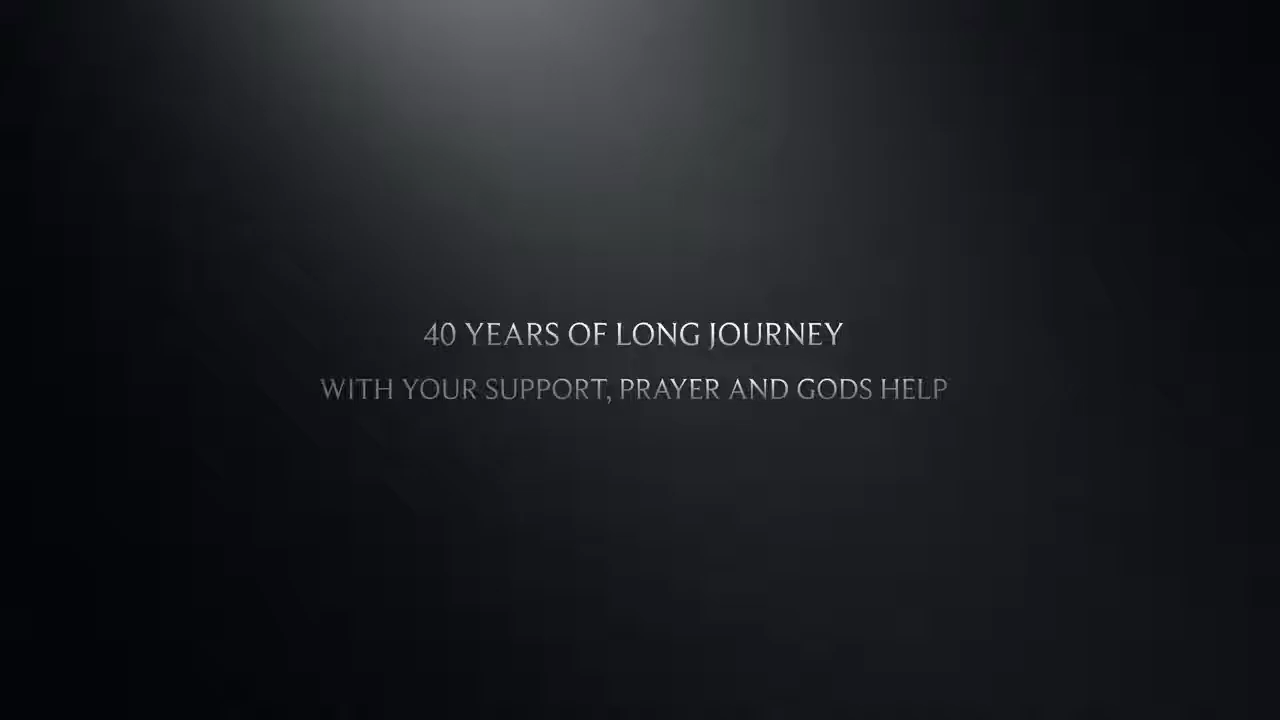 40 YEARS OF LONG JOURNEY
WITH YOUR SUPPORT, PRAYER AND GODS HELP